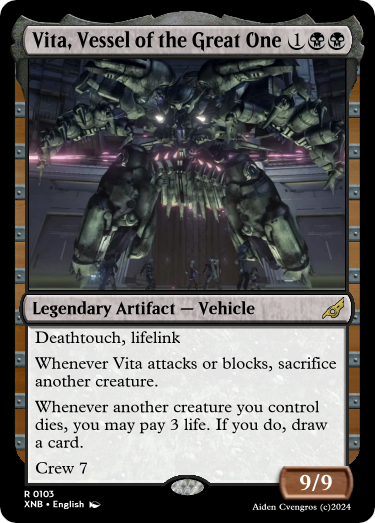 Vita, Vessel of the Great One 1
Legendary Artifact — Vehicle
Deathtouch, lifelink
Whenever Vita attacks or blocks, sacrifice
another creature.
Whenever another creature you control
dies, you may pay 3 life. If you do, draw
a card.
Crew 7
9/9
R 0103
XNB • English
Aiden Cvengros (c)2024